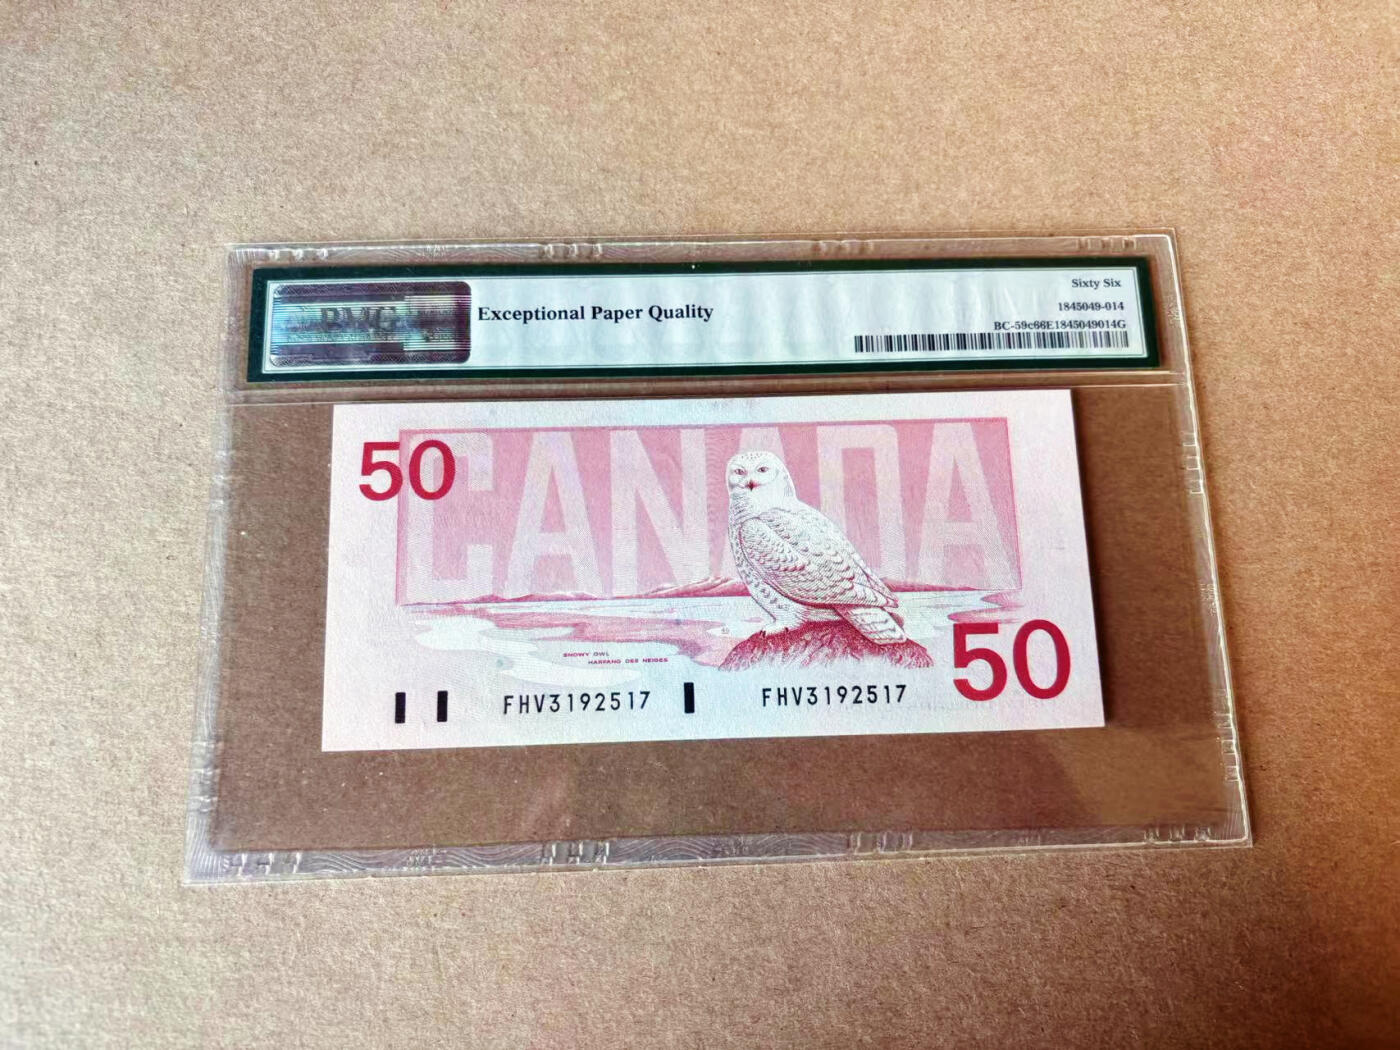 PMG
Exceptional Paper Quality
Sixty Six
1845049-014
BC-59c66E1845049014G
50
CANADA
SNOWY OWL
HARFANG DES NEIGES
50
FHV3192517
FHV3192517